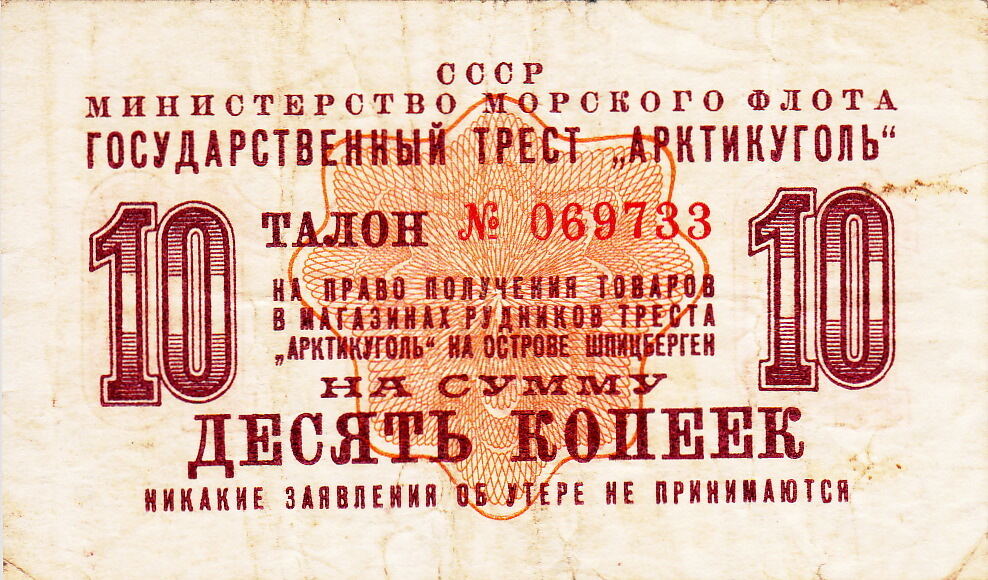 СССР
МИНИСТЕРСТВО МОРСКОГО ФЛОТА
ГОСУДАРСТВЕННЫЙ ТРЕСТ „АРКТИКУГОЛЬ“
10 ТАЛОН № 069733 10
НА ПРАВО ПОЛУЧЕНИЯ ТОВАРОВ
В МАГАЗИНАХ РУДНИКОВ ТРЕСТА
„АРКТИКУГОЛЬ“ НА ОСТРОВЕ ШПИЦБЕРГЕН
НА СУММУ
ДЕСЯТЬ КОПЕЕК
НИКАКИЕ ЗАЯВЛЕНИЯ ОБ УТЕРЕ НЕ ПРИНИМАЮТСЯ